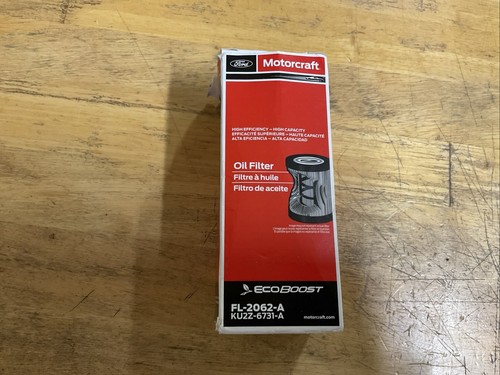 Ford
Motorcraft
HIGH EFFICIENCY – HIGH CAPACITY
EFFICACITÉ SUPÉRIEURE – HAUTE CAPACITÉ
ALTA EFICIENCIA – ALTA CAPACIDAD
Oil Filter
Filtre à huile
Filtro de aceite
ECOBOOST
FL-2062-A
KU2Z-6731-A
motorcraft.com